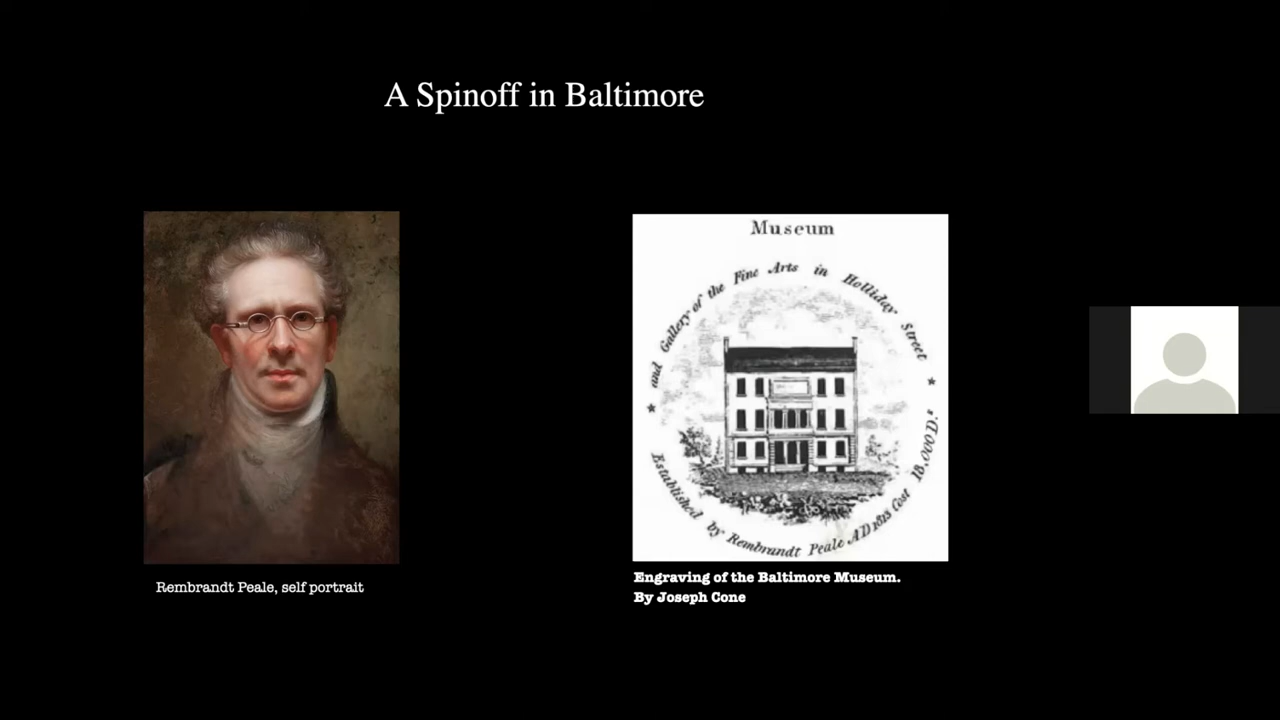 A Spinoff in Baltimore
Rembrandt Peale, self portrait
Museum
and Gallery of the Fine Arts in Holliday Street
Established by Rembrandt Peale AD 1813 Cost 18,000 D.s
Engraving of the Baltimore Museum.
By Joseph Cone